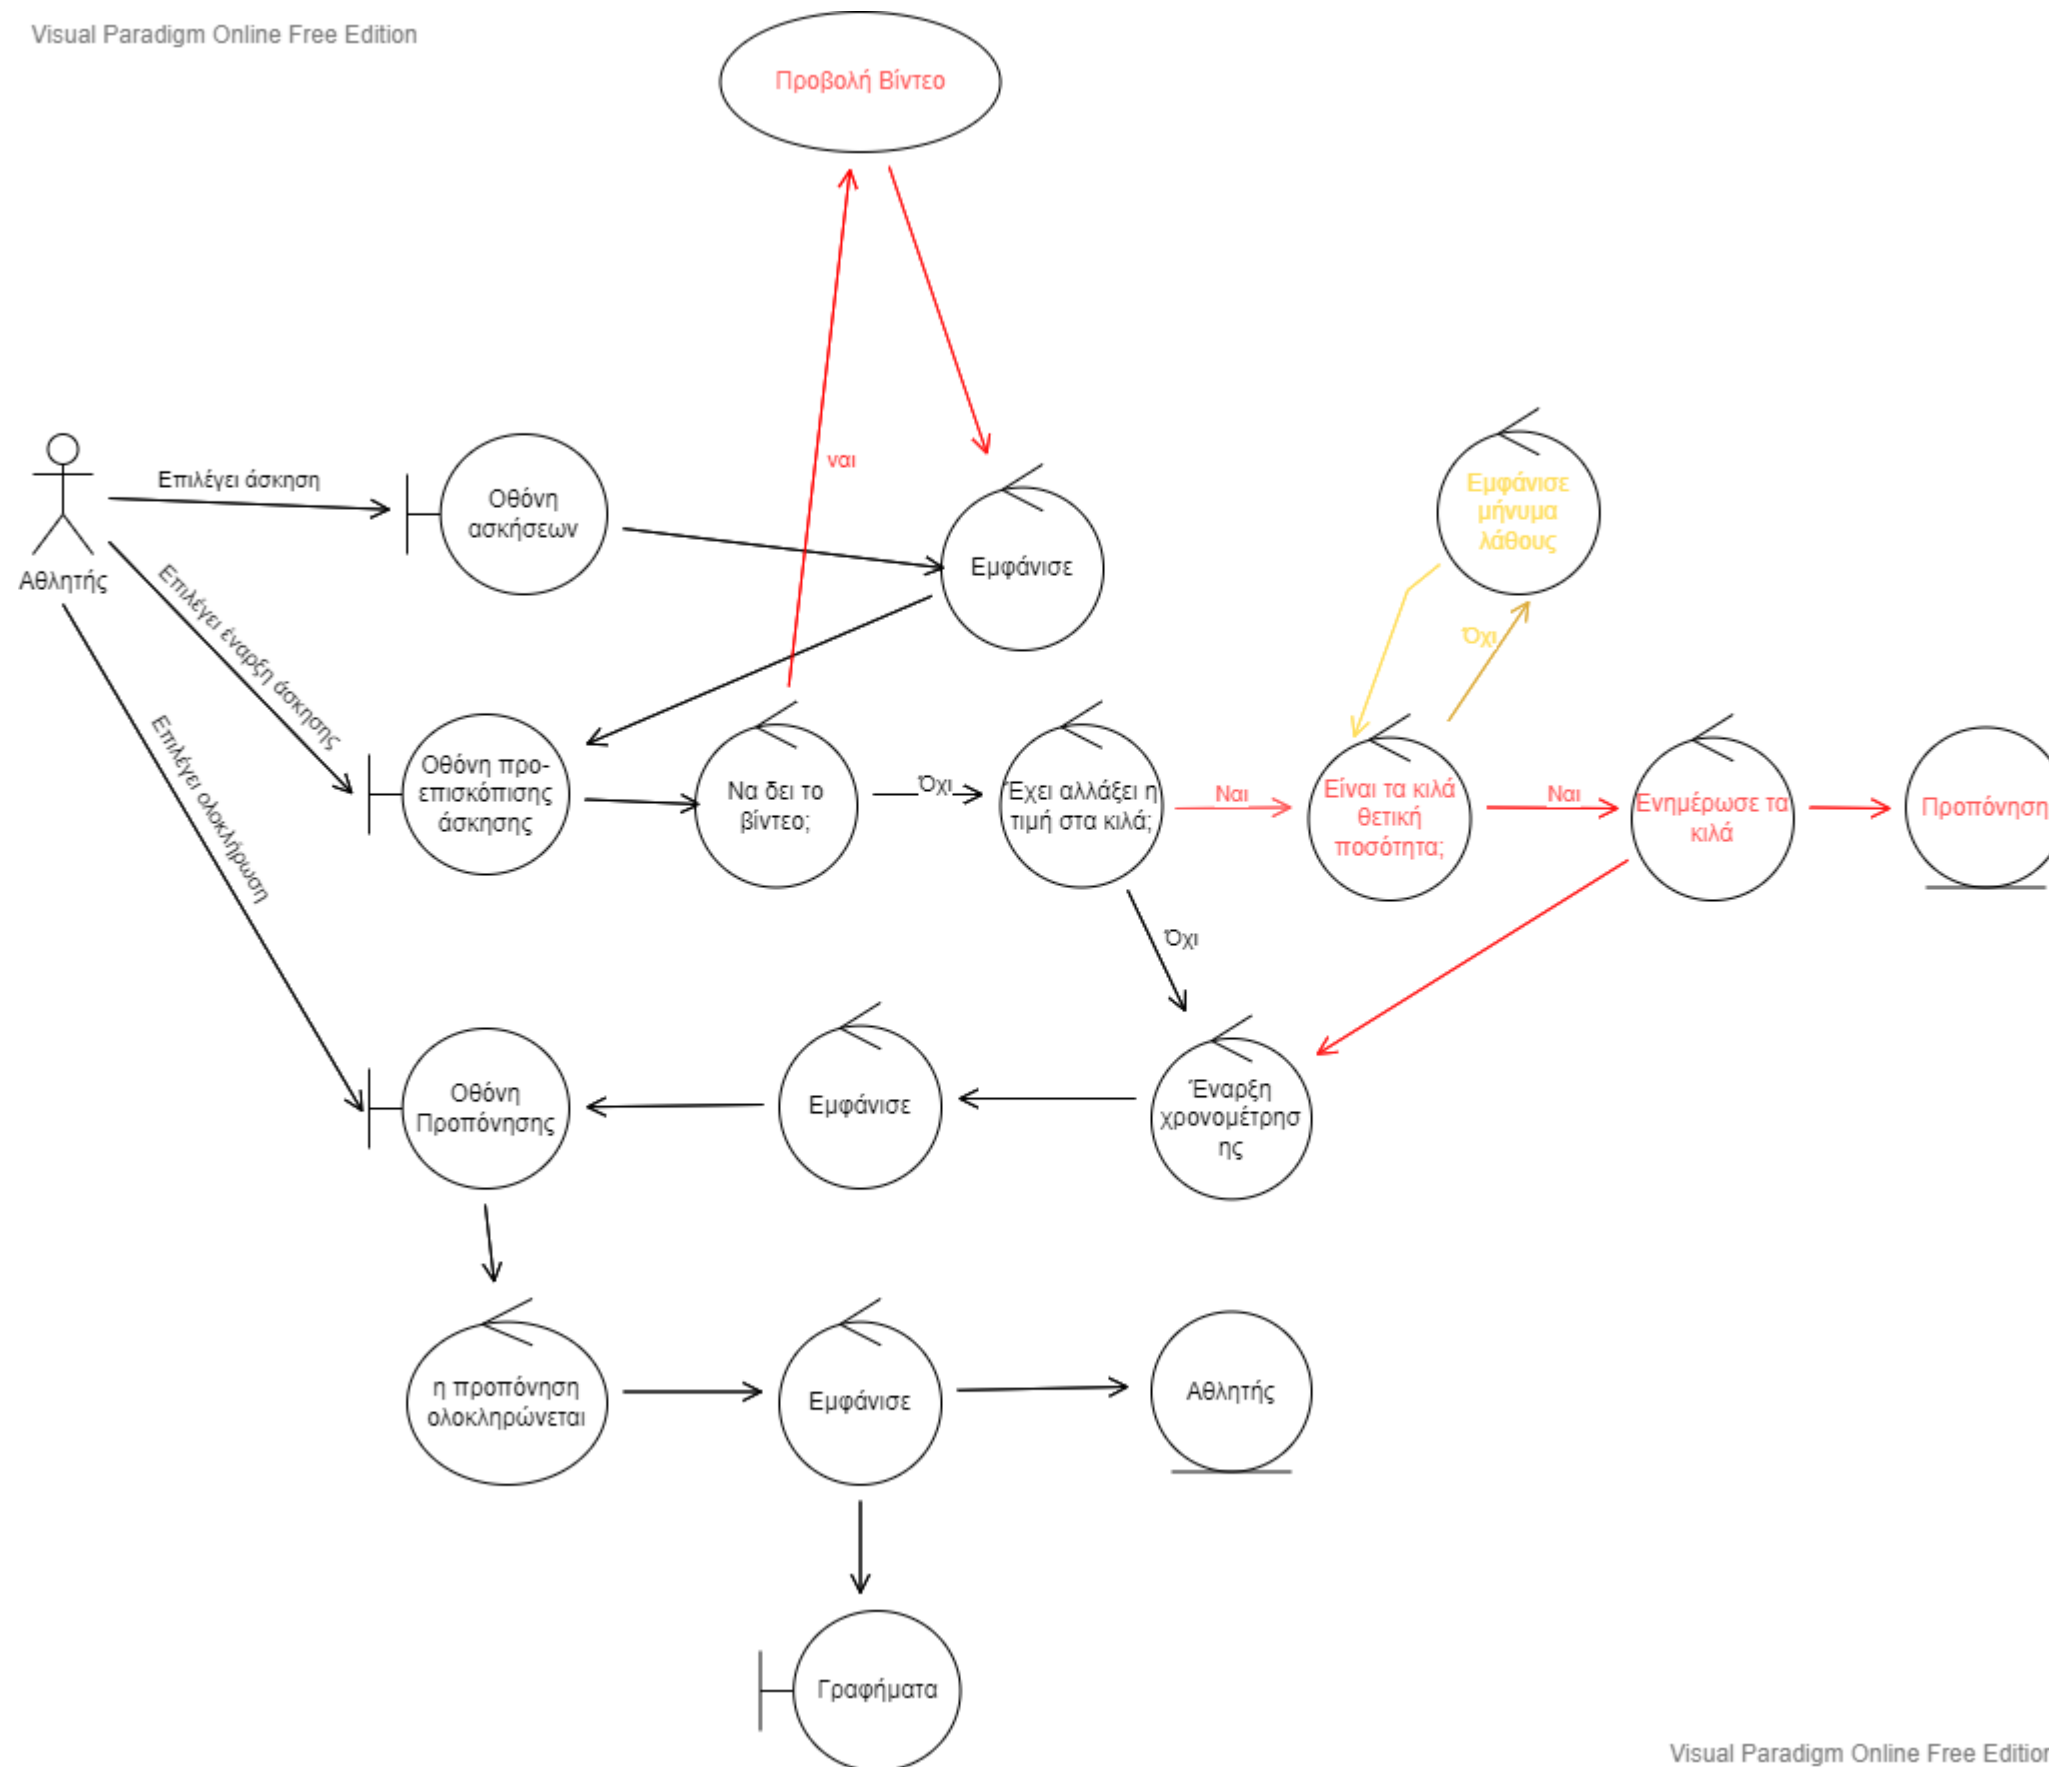 Visual Paradigm Online Free Edition
Προβολή Βίντεο
ναι
Επιλέγει άσκηση
Οθόνη
ασκήσεων
Εμφάνισε
Εμφάνισε
μήνυμα
λάθους
Αθλητής
Επιλέγει έναρξη άσκησης
Όχι
Επιλέγει ολοκλήρωση
Οθόνη προ-
επισκόπισης
άσκησης
Να δει το
βίντεο;
Όχι
Έχει αλλάξει η
τιμή στα κιλά;
Ναι
Είναι τα κιλά
θετική
ποσότητα;
Ναι
Ενημέρωσε τα
κιλά
Προπόνηση
Όχι
Οθόνη
Προπόνησης
Εμφάνισε
Έναρξη
χρονομέτρησ
ης
η προπόνηση
ολοκληρώνεται
Εμφάνισε
Αθλητής
Γραφήματα
Visual Paradigm Online Free Edition